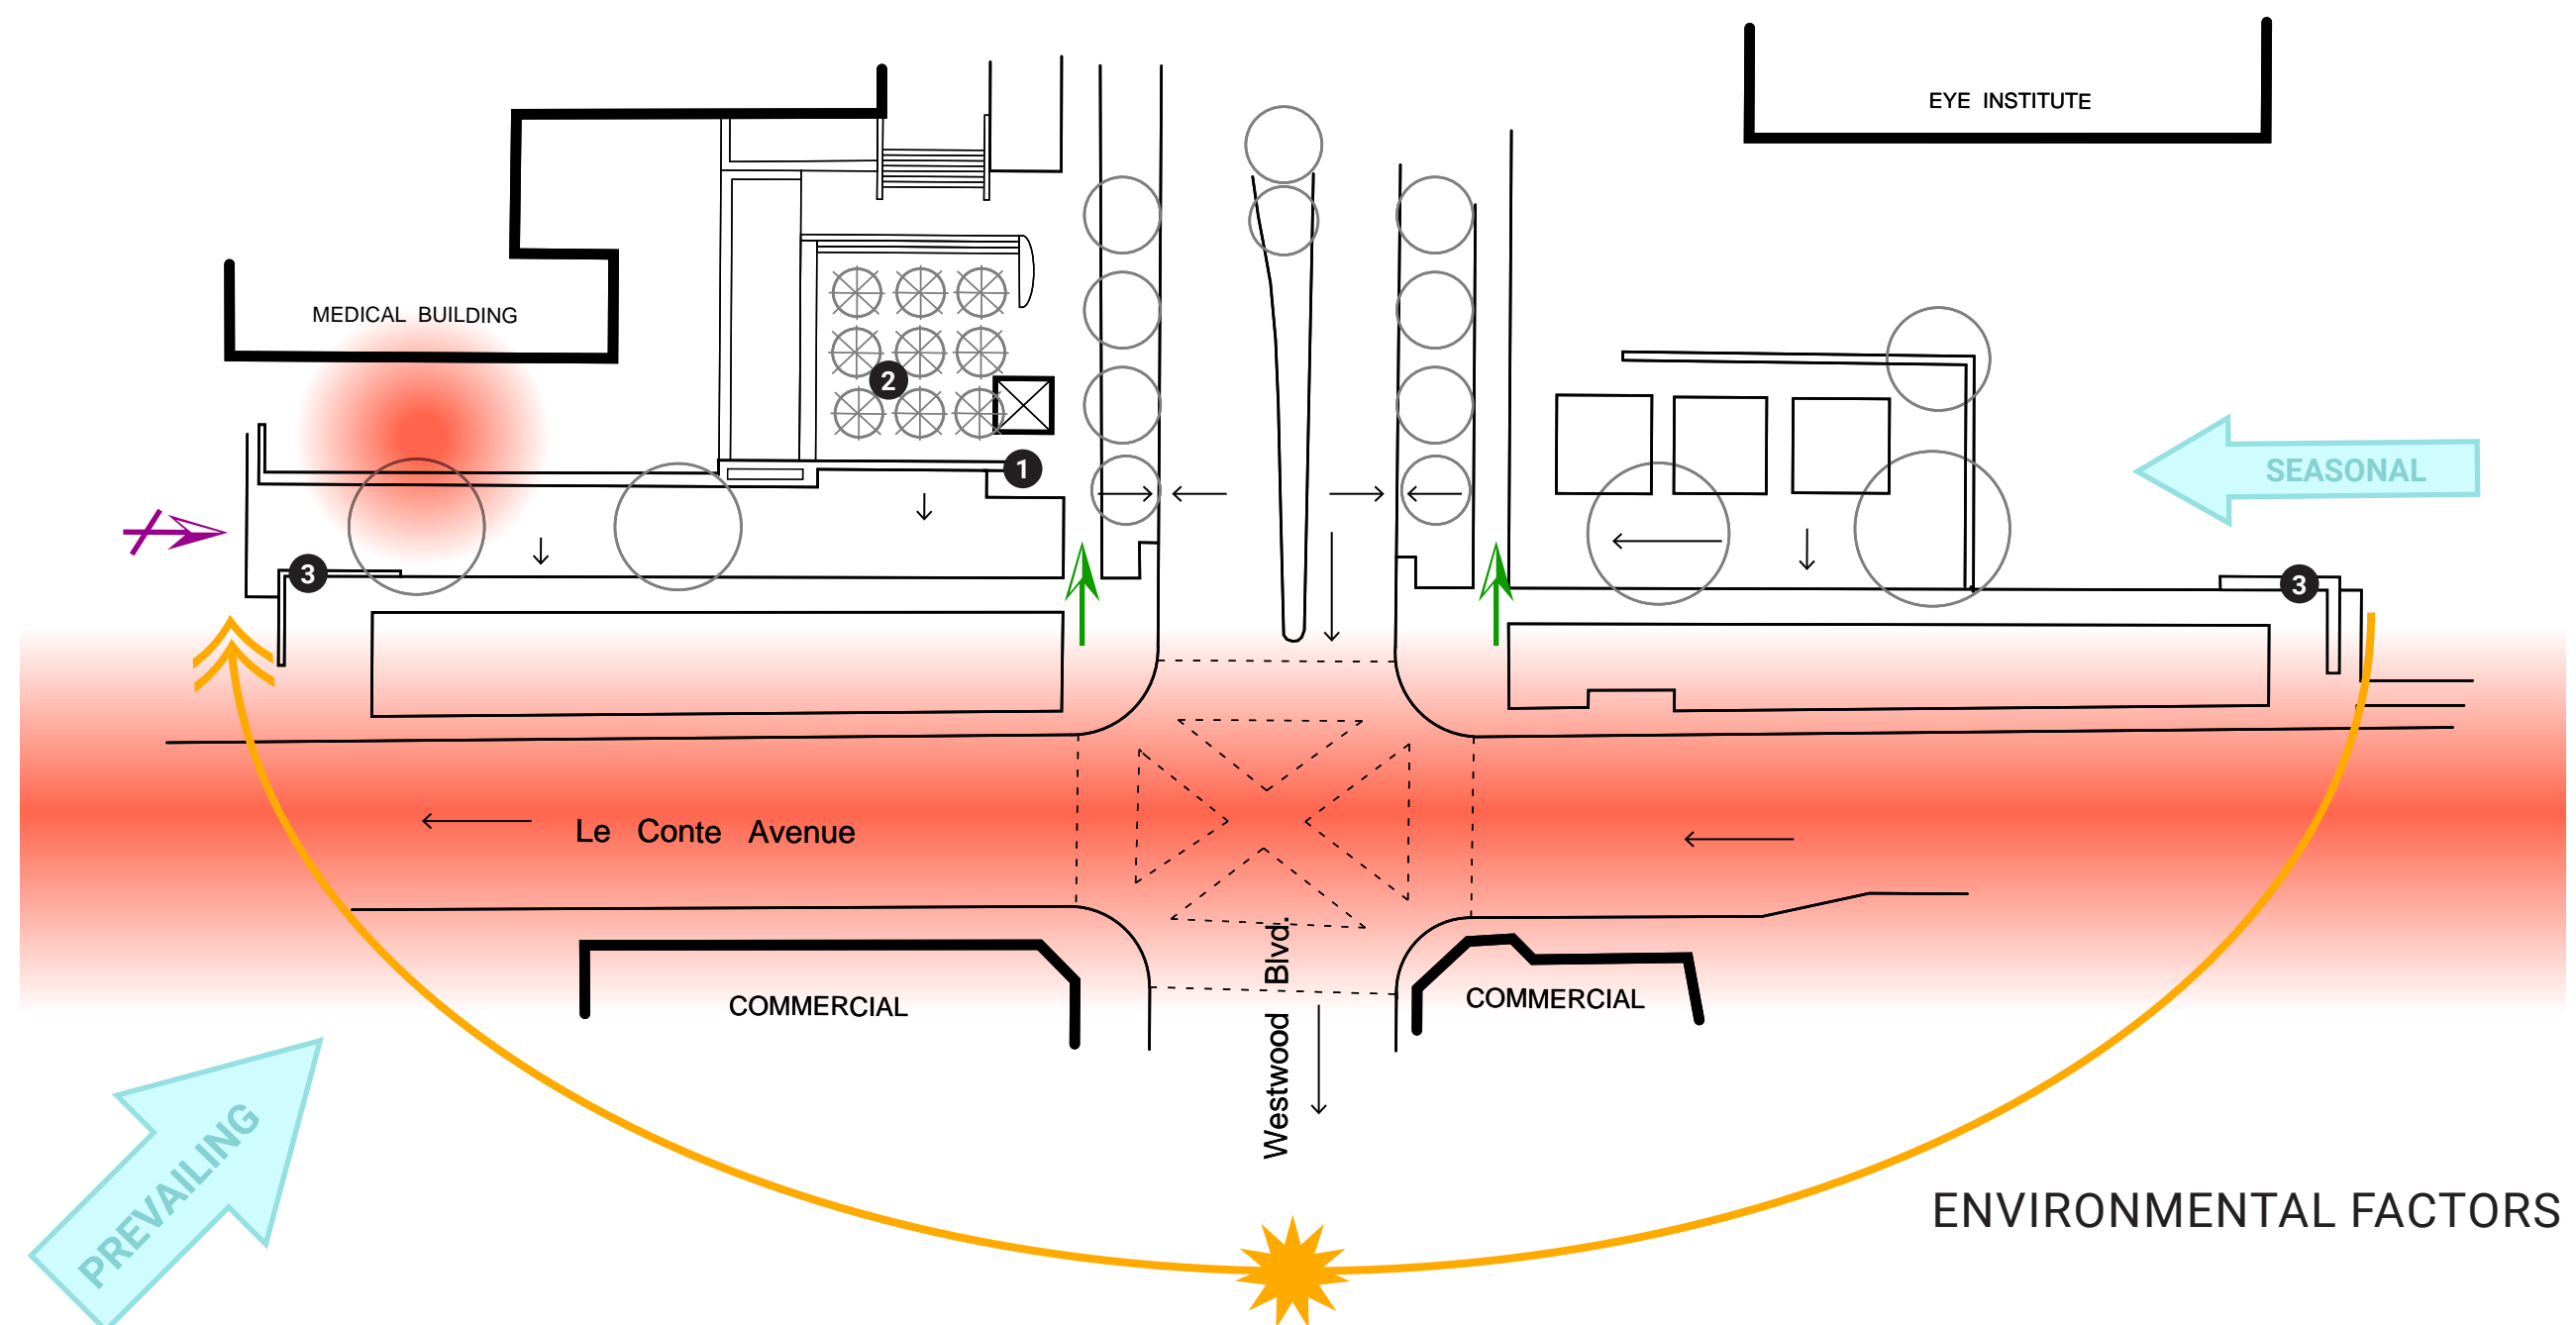 EYE INSTITUTE
MEDICAL BUILDING
2
1
SEASONAL
3
3
Le Conte Avenue
Westwood Blvd.
COMMERCIAL
COMMERCIAL
PREVAILING
ENVIRONMENTAL FACTORS